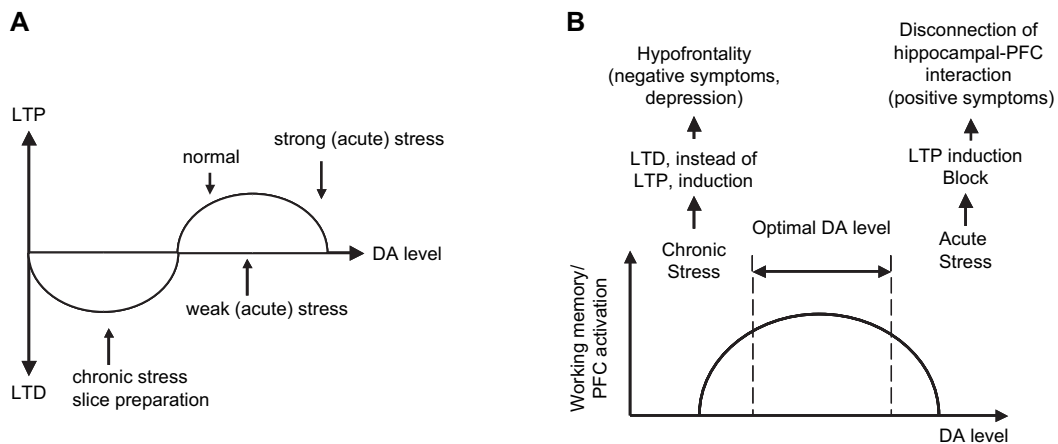 A
LTP
strong (acute) stress
normal
DA level
weak (acute) stress
chronic stress
slice preparation
LTD
B
Hypofrontality
(negative symptoms,
depression)
Disconnection of
hippocampal-PFC
interaction
(positive symptoms)
LTD, instead of
LTP, induction
LTP induction
Block
Chronic
Stress
Optimal DA level
Acute
Stress
Working memory/
PFC activation
DA level